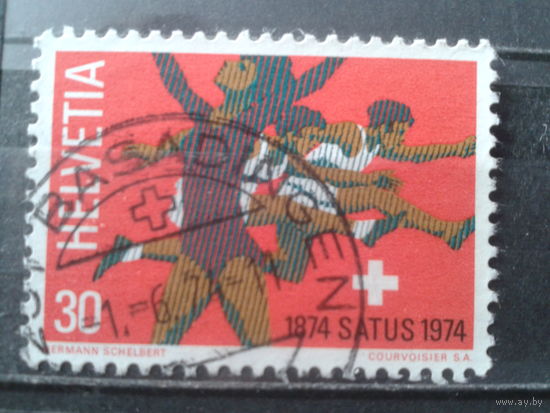 HELVETIA
30
1874 SATUS 1974
ERMANN SCHELBERT
COURVOISIER S.A.
www.ay.by